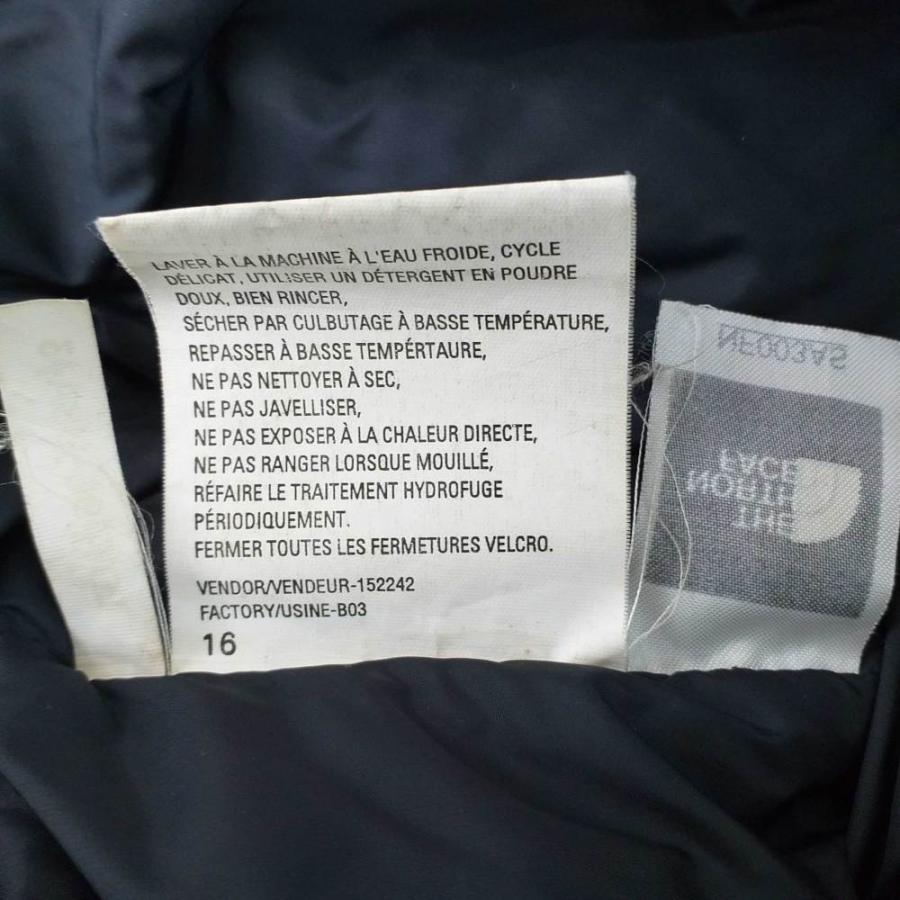 LAVER À LA MACHINE À L'EAU FROIDE, CYCLE
DÉLICAT, UTILISER UN DÉTERGENT EN POUDRE
DOUX, BIEN RINCER,
SÉCHER PAR CULBUTAGE À BASSE TEMPÉRATURE,
REPASSER À BASSE TEMPÉRTAURE,
NE PAS NETTOYER À SEC,
NE PAS JAVELLISER,
NE PAS EXPOSER À LA CHALEUR DIRECTE,
NE PAS RANGER LORSQUE MOUILLÉ,
RÉFAIRE LE TRAITEMENT HYDROFUGE
PÉRIODIQUEMENT.
FERMER TOUTES LES FERMETURES VELCRO.
VENDOR/VENDEUR-152242
FACTORY/USINE-B03
16
THE
NORTH
FACE
NF003AS